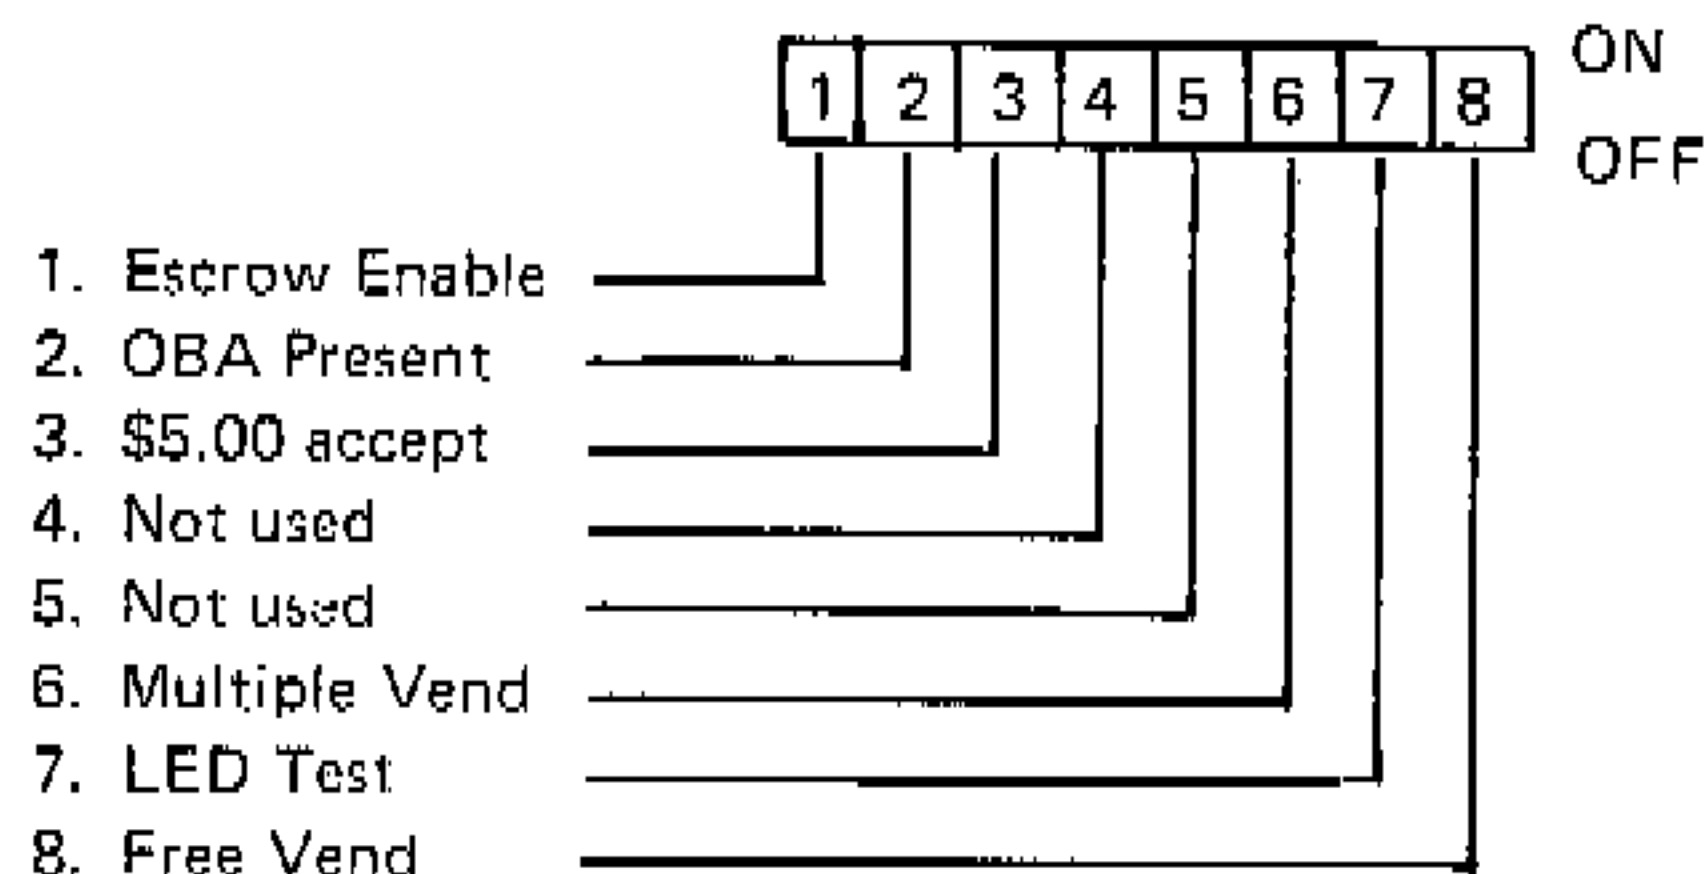 1 2 3 4 5 6 7 8 ON
OFF
1. Escrow Enable
2. OBA Present
3. $5.00 accept
4. Not used
5. Not used
6. Multiple Vend
7. LED Test
8. Free Vend